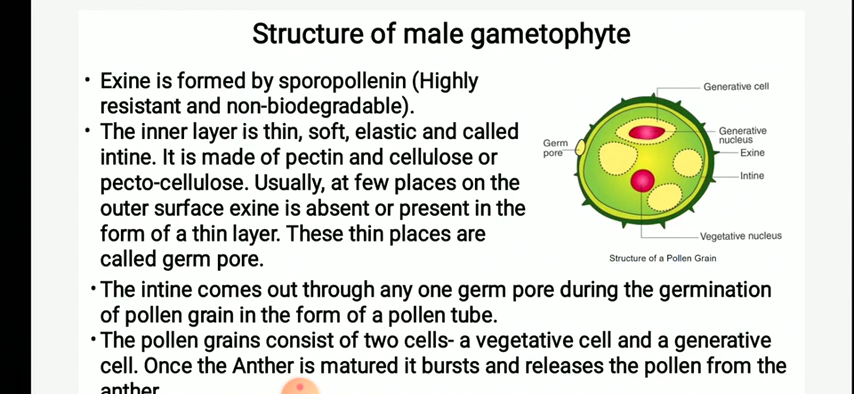 Structure of male gametophyte
• Exine is formed by sporopollenin (Highly
resistant and non-biodegradable).
• The inner layer is thin, soft, elastic and called
intine. It is made of pectin and cellulose or
pecto-cellulose. Usually, at few places on the
outer surface exine is absent or present in the
form of a thin layer. These thin places are
called germ pore.
Generative cell
Germ
pore
Generative
nucleus
Exine
Intine
Vegetative nucleus
Structure of a Pollen Grain
• The intine comes out through any one germ pore during the germination
of pollen grain in the form of a pollen tube.
• The pollen grains consist of two cells- a vegetative cell and a generative
cell. Once the Anther is matured it bursts and releases the pollen from the
anther